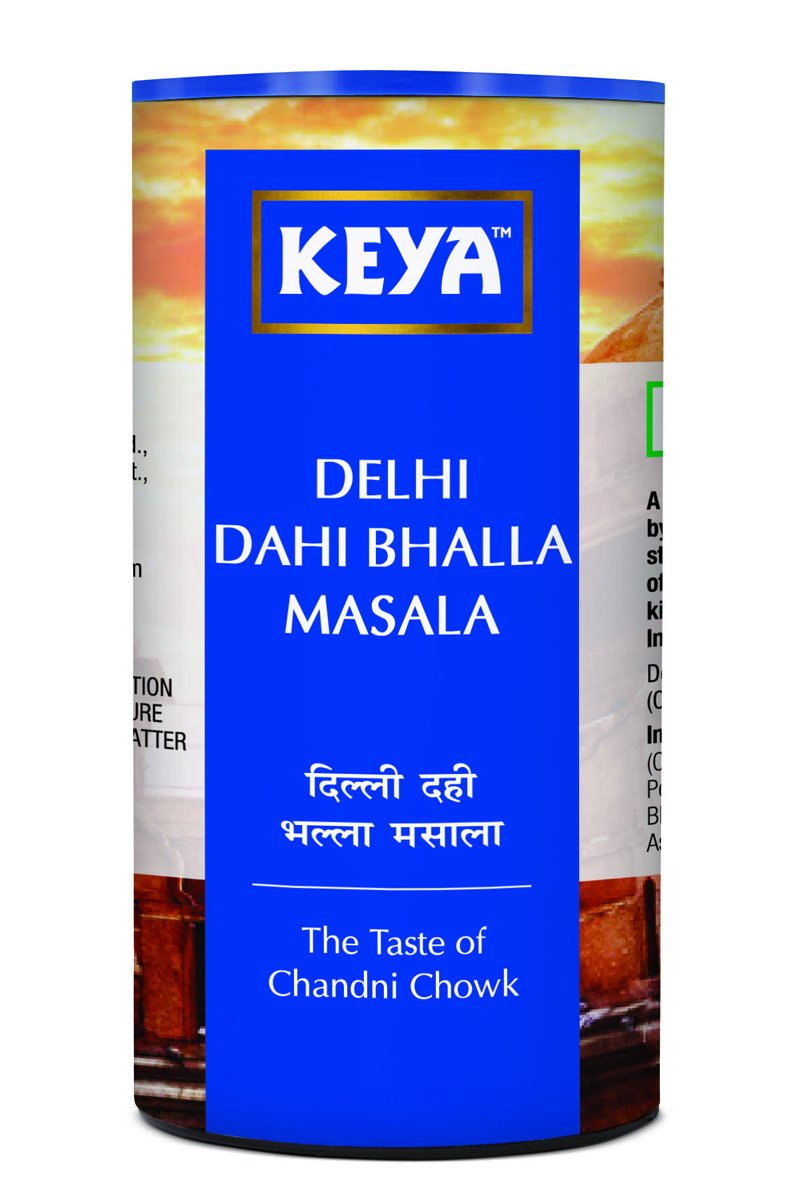 KEYA™
DELHI
DAHI BHALLA
MASALA
दिल्ली दही
भल्ला मसाला
The Taste of
Chandni Chowk